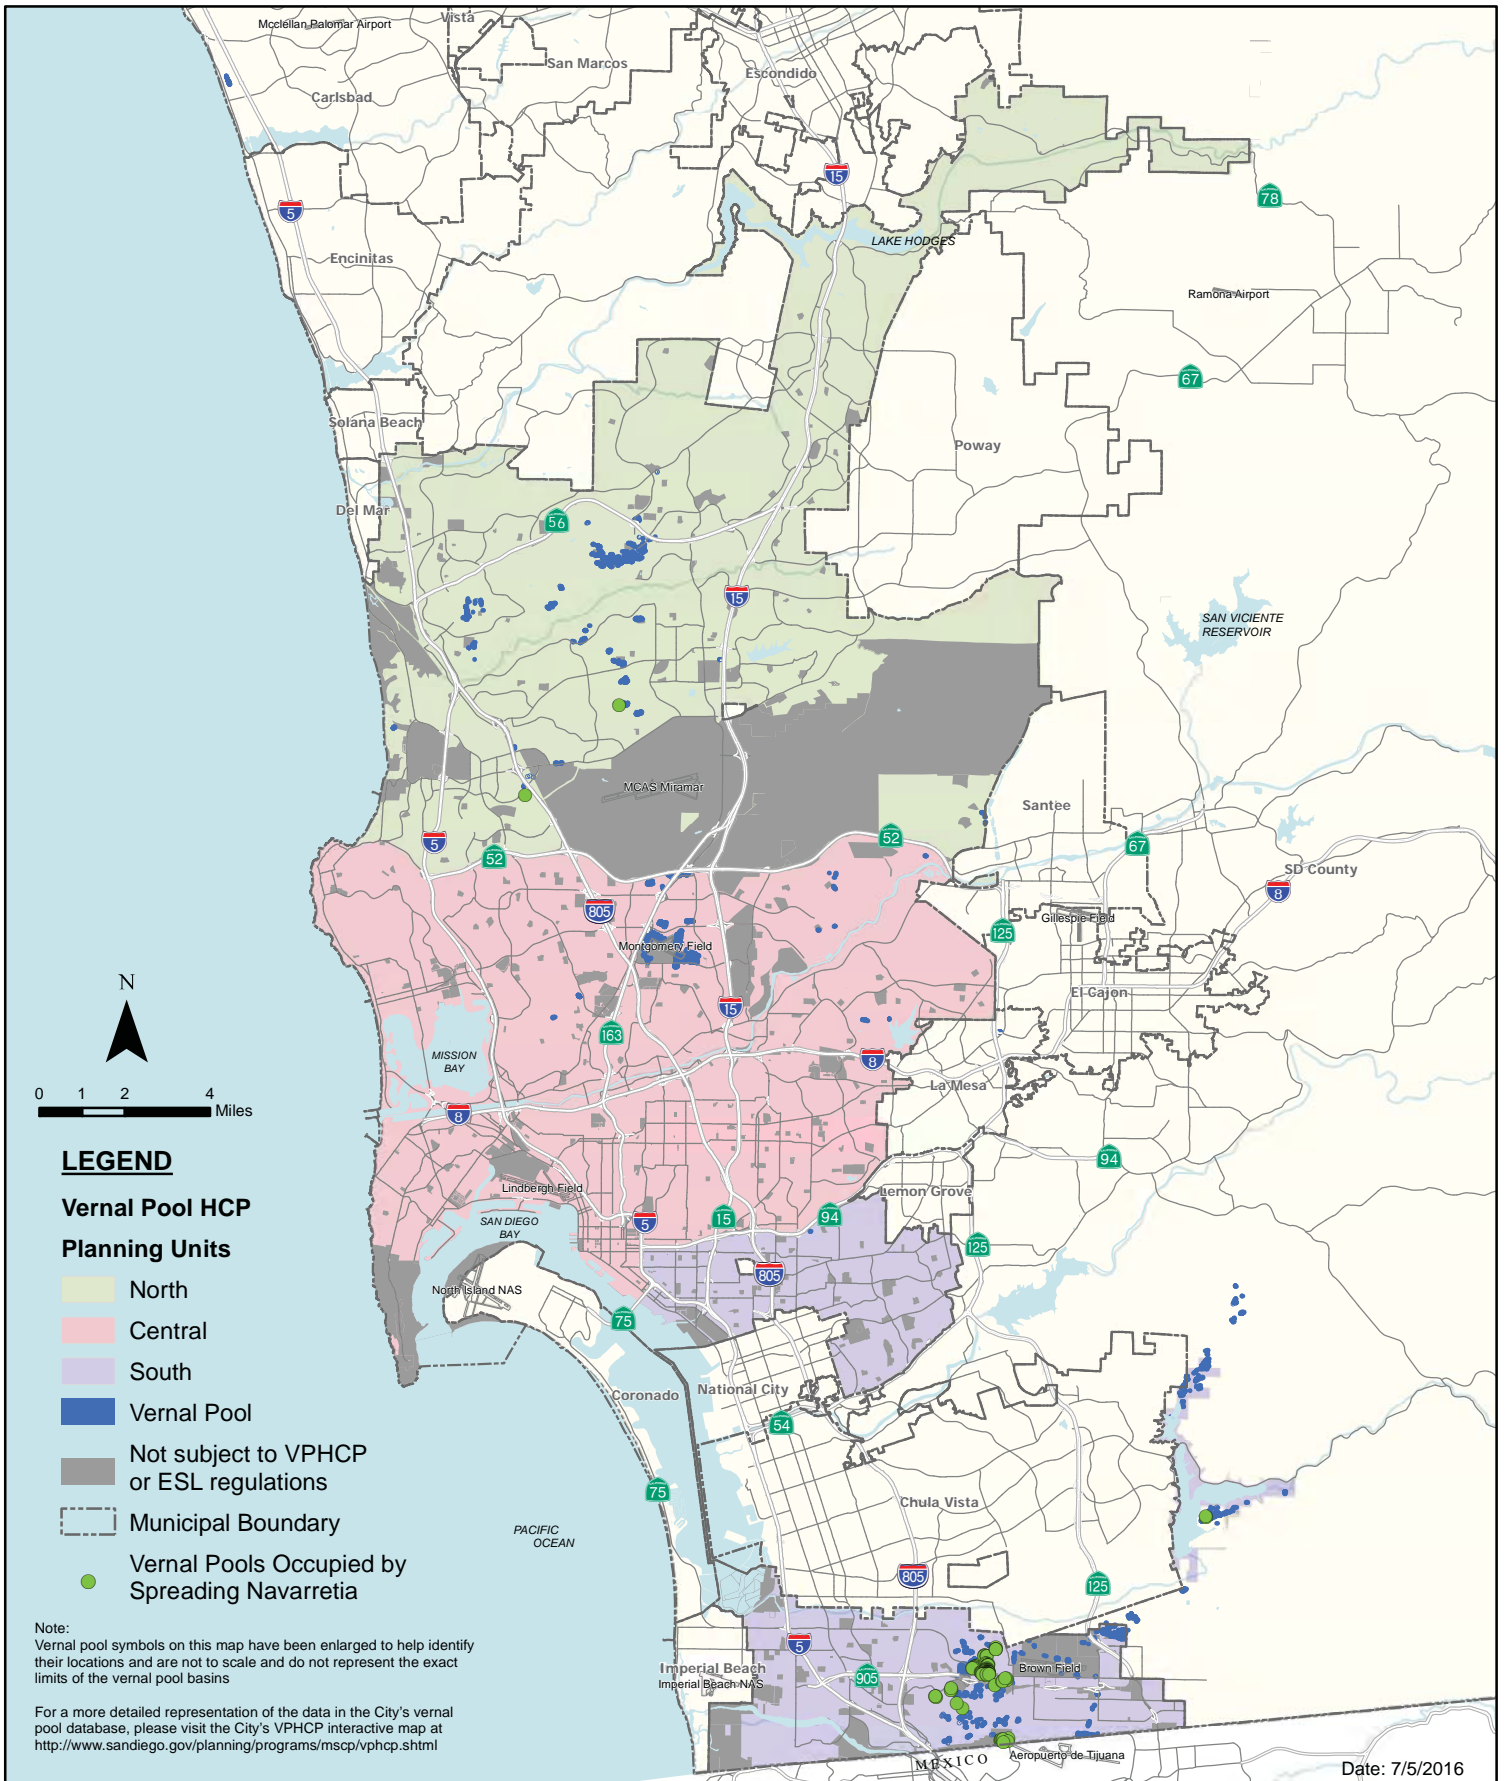 Mcclellan Palomar Airport
Vista
San Marcos
Escondido
Carlsbad
15
5
78
LAKE HODGES
Encinitas
Ramona Airport
67
Solana Beach
Poway
Del Mar
56
15
SAN VICIENTE
RESERVOIR
MCAS Miramar
Santee
5
52
52
67
SD County
8
805
Gillespie Field
125
Montgomery Field
N
El Cajon
15
163
MISSION
BAY
8
La Mesa
0 1 2 4
Miles
8
94
LEGEND
Vernal Pool HCP
Planning Units
North
Central
South
Vernal Pool
Not subject to VPHCP
or ESL regulations
Municipal Boundary
Vernal Pools Occupied by
Spreading Navarretia
Lindbergh Field
Lemon Grove
SAN DIEGO
BAY
5
15
94
125
805
North Island NAS
75
Coronado
National City
54
75
Chula Vista
PACIFIC
OCEAN
805
125
Note:
Vernal pool symbols on this map have been enlarged to help identify
their locations and are not to scale and do not represent the exact
limits of the vernal pool basins
For a more detailed representation of the data in the City's vernal
pool database, please visit the City's VPHCP interactive map at
http://www.sandiego.gov/planning/programs/mscp/vphcp.shtml
5
Imperial Beach
Imperial Beach NAS
905
Brown Field
MEXICO
Aeropuerto de Tijuana
Date: 7/5/2016